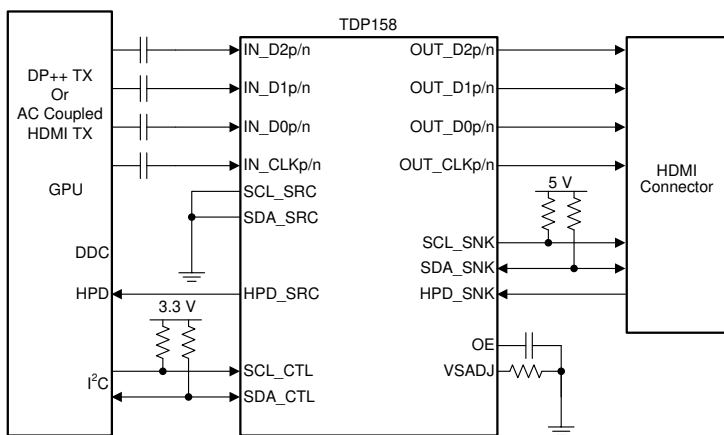 TDP158
DP++ TX
Or
AC Coupled
HDMI TX
GPU
DDC
HPD
I²C
IN_D2p/n
IN_D1p/n
IN_D0p/n
IN_CLKp/n
SCL_SRC
SDA_SRC
HPD_SRC
3.3 V
SCL_CTL
SDA_CTL
OUT_D2p/n
OUT_D1p/n
OUT_D0p/n
OUT_CLKp/n
5 V
SCL_SNK
SDA_SNK
HPD_SNK
OE
VSADJ
HDMI
Connector